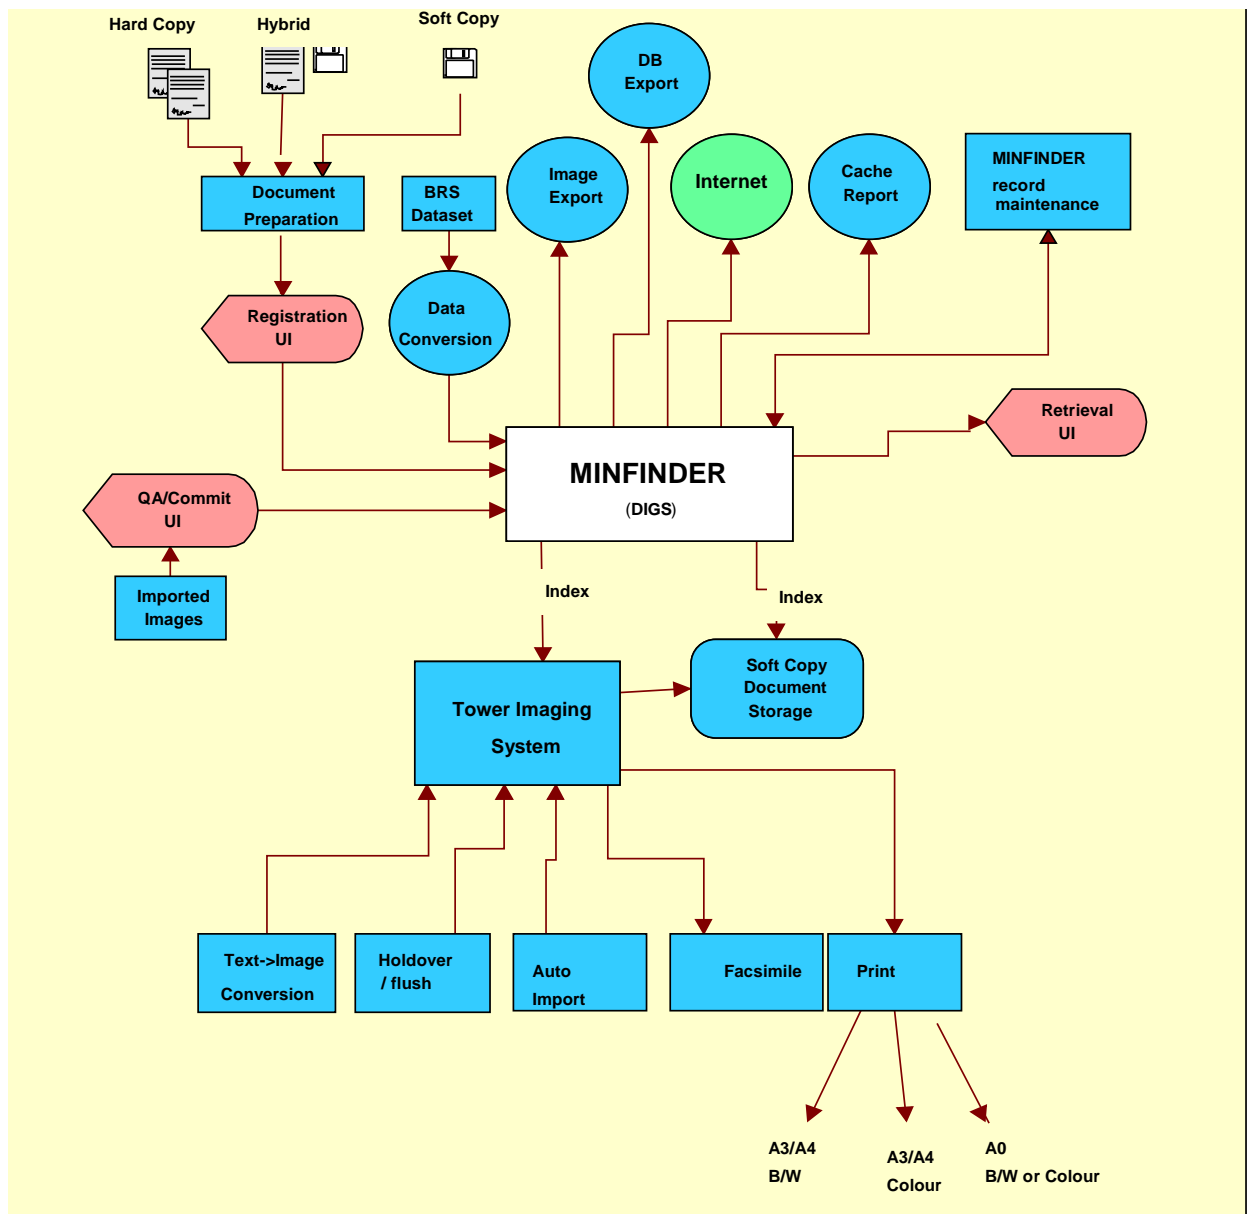 Hard Copy
Hybrid
Soft Copy
DB
Export
Image
Export
Internet
Cache
Report
MINFINDER
record
maintenance
Document
Preparation
BRS
Dataset
Registration
UI
Data
Conversion
Retrieval
UI
MINFINDER
(DIGS)
QA/Commit
UI
Imported
Images
Index
Index
Soft Copy
Document
Storage
Tower Imaging
System
Text->Image
Conversion
Holdover
/ flush
Auto
Import
Facsimile
Print
A3/A4
B/W
A3/A4
Colour
A0
B/W or Colour